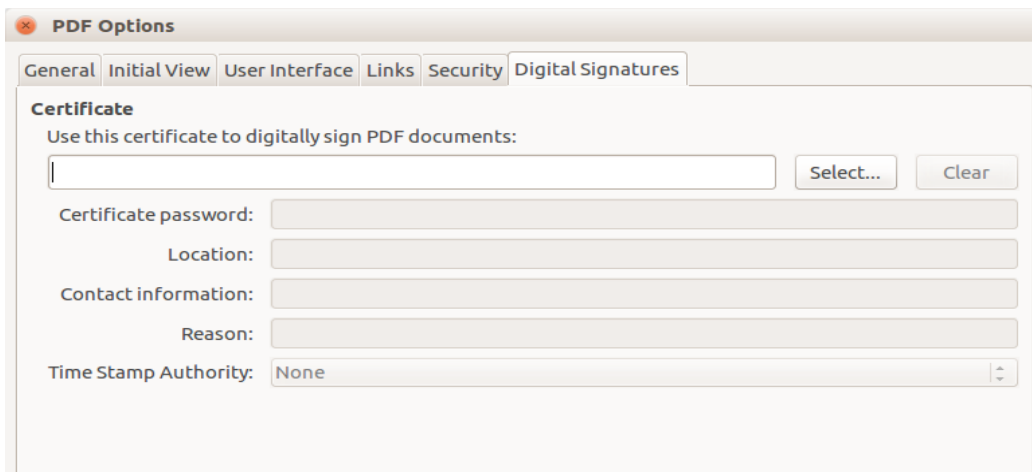 PDF Options
General Initial View User Interface Links Security Digital Signatures
Certificate
Use this certificate to digitally sign PDF documents:
Select... Clear
Certificate password:
Location:
Contact information:
Reason:
Time Stamp Authority: None